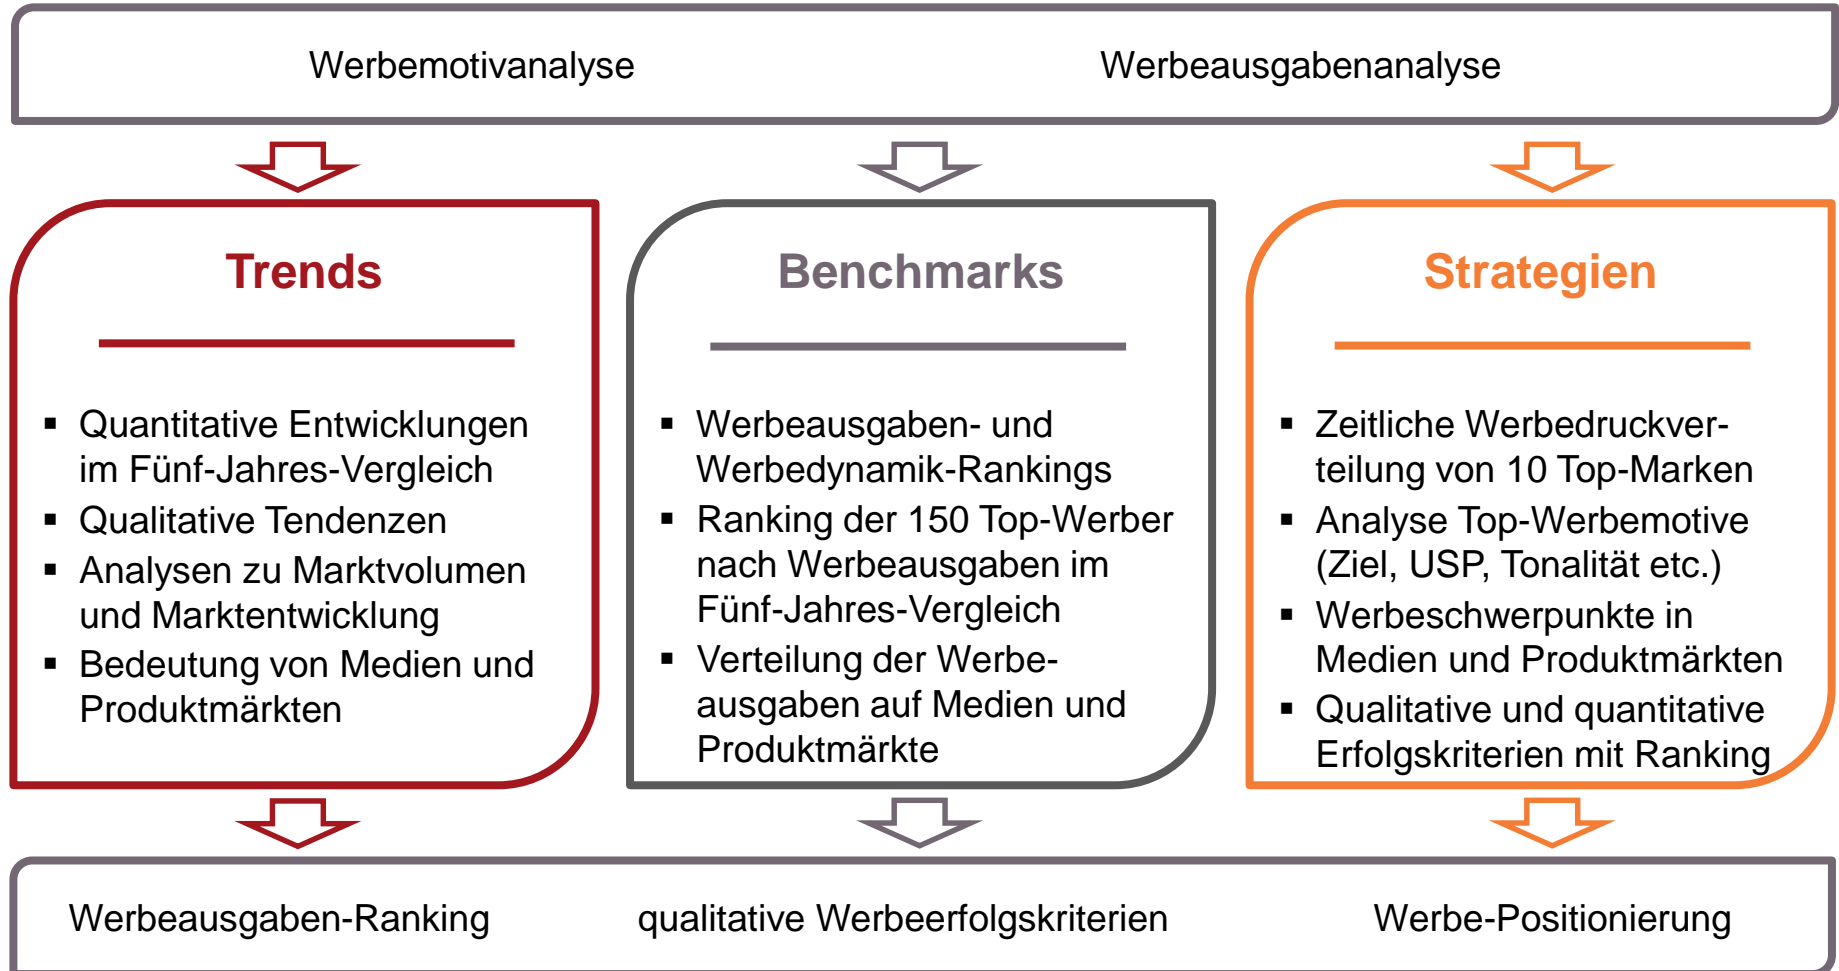 Werbemotivanalyse Werbeausgabenanalyse
Trends
▪ Quantitative Entwicklungen
im Fünf-Jahres-Vergleich
▪ Qualitative Tendenzen
▪ Analysen zu Marktvolumen
und Marktentwicklung
▪ Bedeutung von Medien und
Produktmärkten
Benchmarks
▪ Werbeausgaben- und
Werbedynamik-Rankings
▪ Ranking der 150 Top-Werber
nach Werbeausgaben im
Fünf-Jahres-Vergleich
▪ Verteilung der Werbe-
ausgaben auf Medien und
Produktmärkte
Strategien
▪ Zeitliche Werbedruckver-
teilung von 10 Top-Marken
▪ Analyse Top-Werbemotive
(Ziel, USP, Tonalität etc.)
▪ Werbeschwerpunkte in
Medien und Produktmärkten
▪ Qualitative und quantitative
Erfolgskriterien mit Ranking
Werbeausgaben-Ranking qualitative Werbeerfolgskriterien Werbe-Positionierung